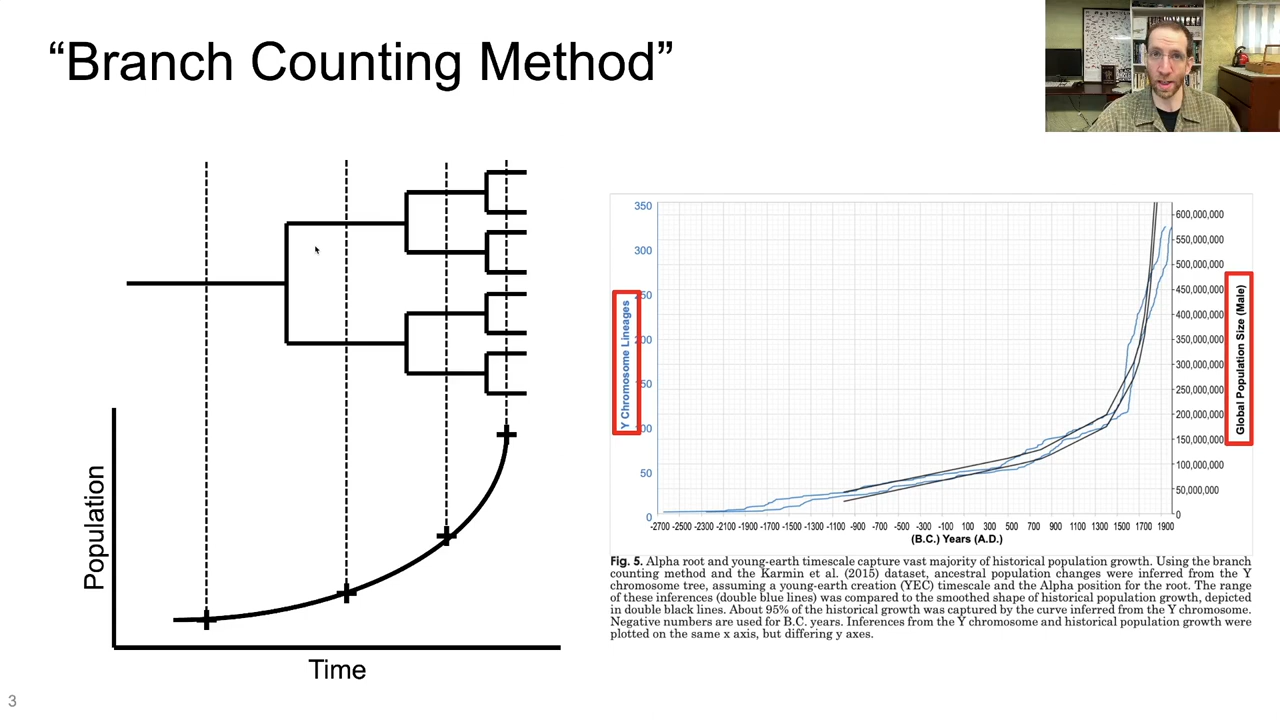 “Branch Counting Method”
Population
Time
350
300
250
200
150
100
50
0
Y Chromosome Lineages
600,000,000
550,000,000
500,000,000
450,000,000
400,000,000
350,000,000
300,000,000
250,000,000
200,000,000
150,000,000
100,000,000
50,000,000
0
Global Population Size (Male)
-2700 -2500 -2300 -2100 -1900 -1700 -1500 -1300 -1100 -900 -700 -500 -300 -100 100 300 500 700 900 1100 1300 1500 1700 1900
(B.C.) Years (A.D.)
Fig. 5. Alpha root and young-earth timescale capture vast majority of historical population growth. Using the branch
counting method and the Karmin et al. (2015) dataset, ancestral population changes were inferred from the Y
chromosome tree, assuming a young-earth creation (YEC) timescale and the Alpha position for the root. The range
of these inferences (double blue lines) was compared to the smoothed shape of historical population growth, depicted
in double black lines. About 95% of the historical growth was captured by the curve inferred from the Y chromosome.
Negative numbers are used for B.C. years. Inferences from the Y chromosome and historical population growth were
plotted on the same x axis, but differing y axes.
3